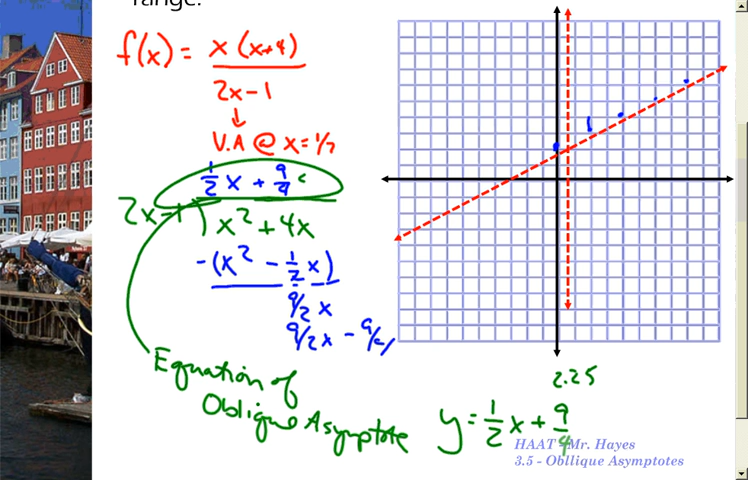 range.
f(x) = x(x+4)
2x-1
↓
V.A @ x = 1/2
1/2 x + 9/4
2x-1 ) x² + 4x
-(x² - 1/2 x)
9/2 x
9/2 x - 9/4
Equation of
Oblique Asymptote
2.25
y = 1/2 x + 9/4
HAAT - Mr. Hayes
3.5 - Obllique Asymptotes